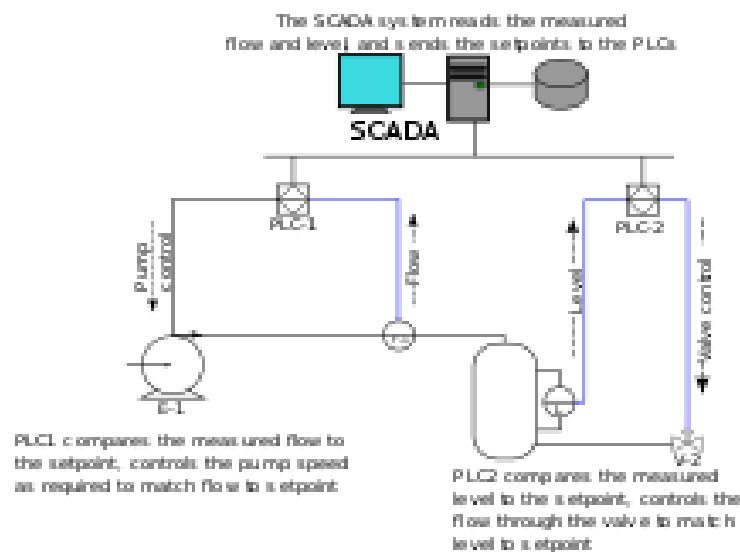 The SCADA system reads the measured
flow and level and sends the setpoints to the PLCs
SCADA
PLC-1
PLC-2
Pump
control
Flow
Level
Valve control
E-1
V-2
PLC1 compares the measured flow to
the setpoint, controls the pump speed
as required to match flow to setpoint
PLC2 compares the measured
level to the setpoint, controls the
flow through the valve to match
level to setpoint